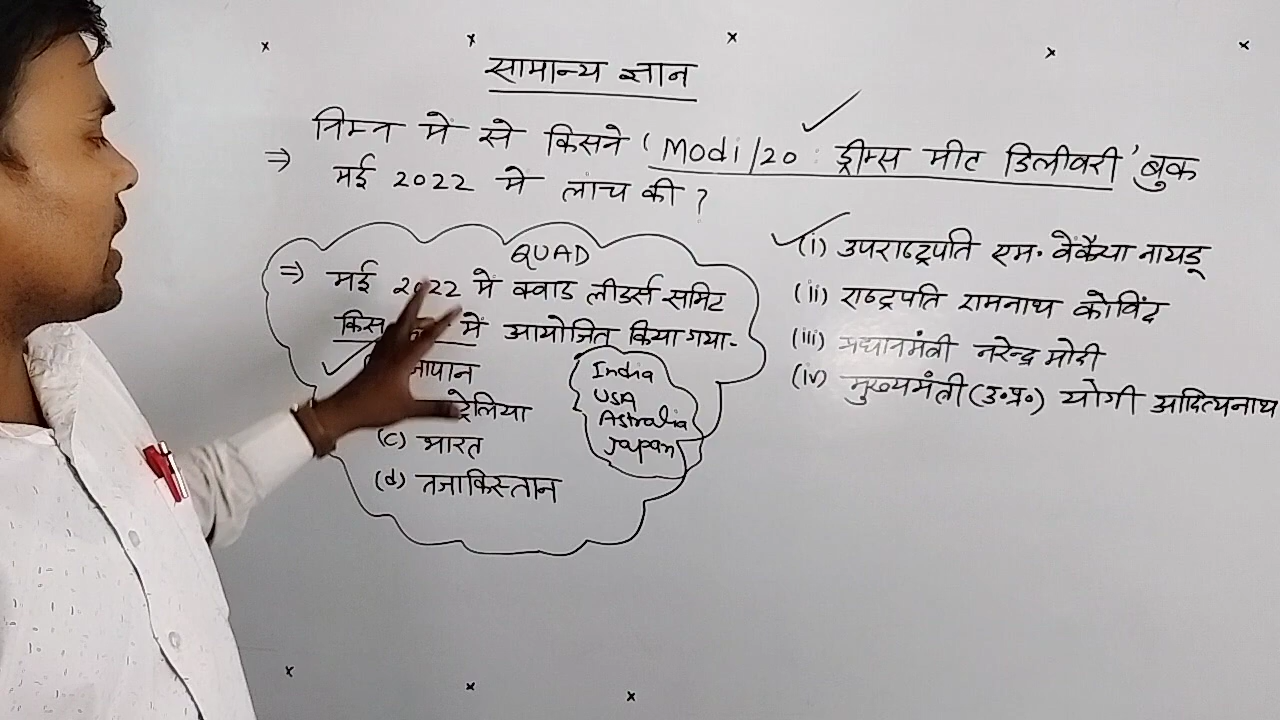 सामान्य ज्ञान
⇒ निम्न में से किसने 'Modi/20: ड्रीम्स मीट डिलीवरी' बुक
मई 2022 में लांच की ?
(i) उपराष्ट्रपति एम. वेंकैया नायडू
(ii) राष्ट्रपति रामनाथ कोविंद
(iii) प्रधानमंत्री नरेन्द्र मोदी
(iv) मुख्यमंत्री (उ.प्र.) योगी आदित्यनाथ
QUAD
⇒ मई 2022 में क्वाड लीडर्स समिट
किस में आयोजित किया गया-
जापान
(c) भारत
(d) तजाकिस्तान
India
USA
Astralia
Japan